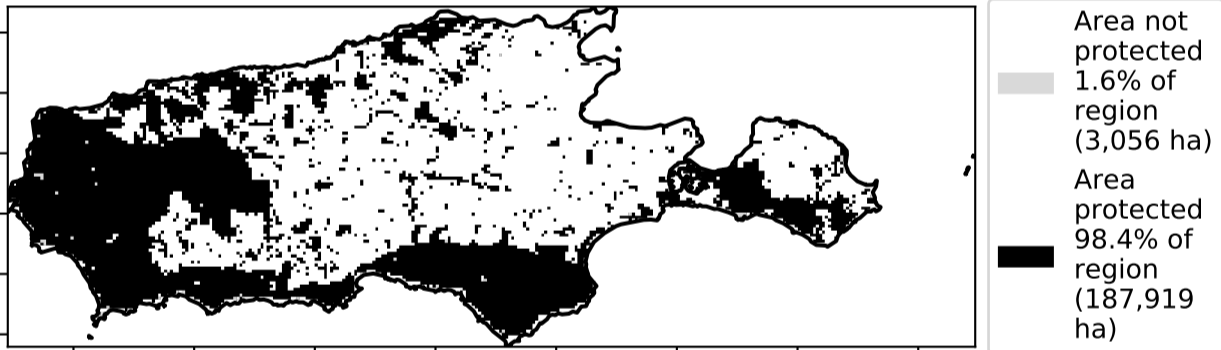 Area not
protected
1.6% of
region
(3,056 ha)
Area
protected
98.4% of
region
(187,919
ha)